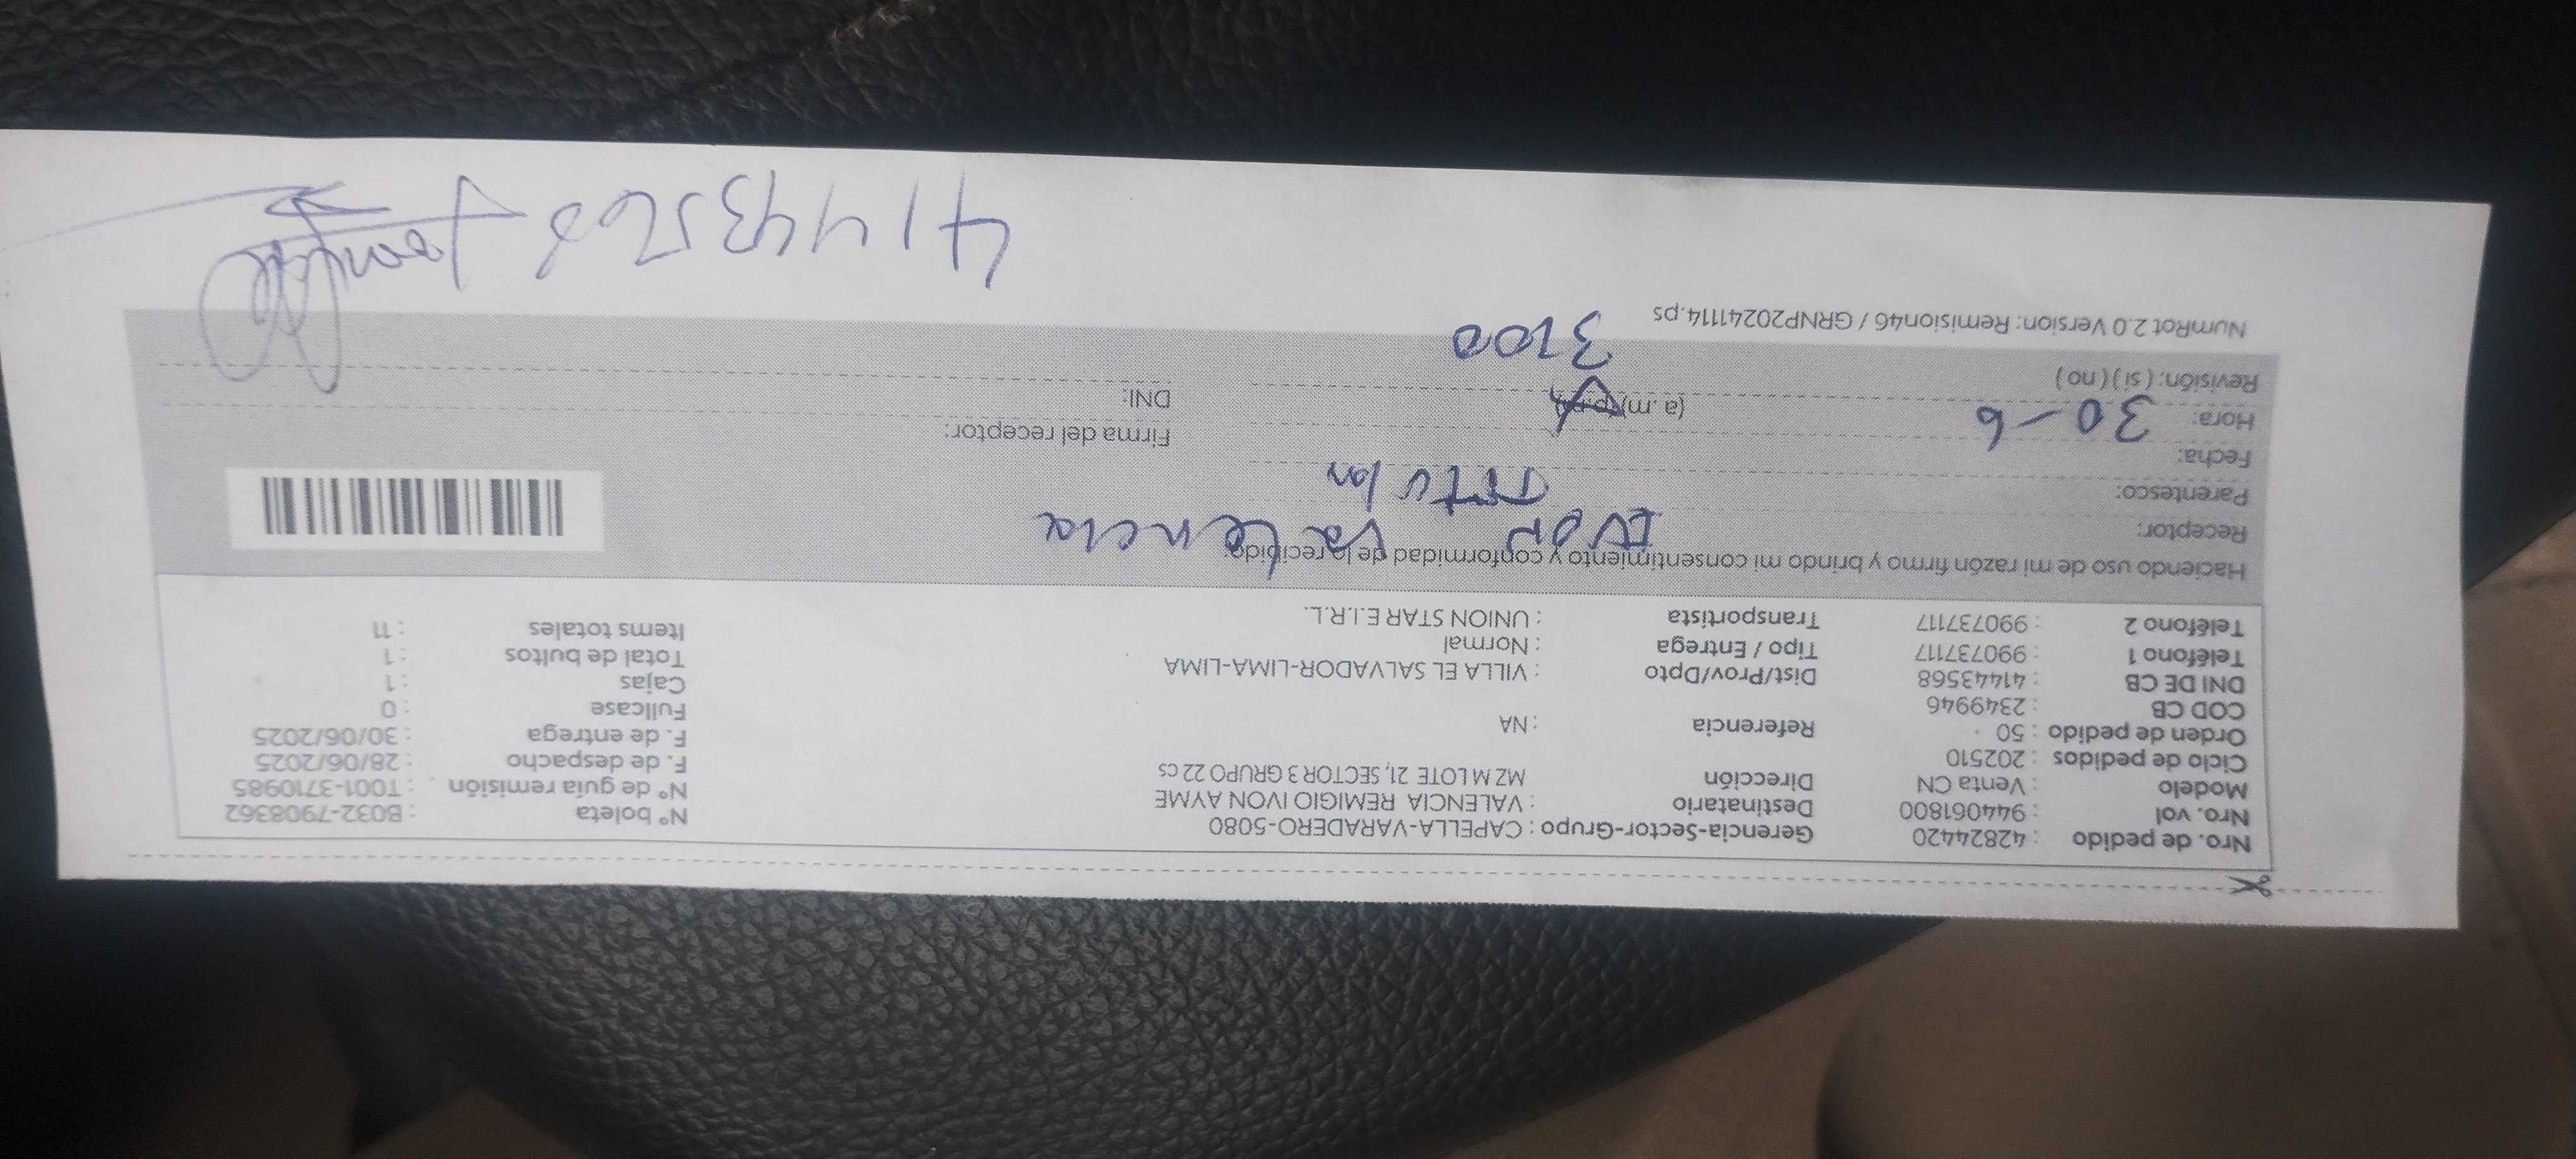 Nro. de pedido : 42824420 Gerencia-Sector-Grupo : CAPELLA-VARADERO-5080 N° boleta : B032-7908362
Nro. vol : 944061800 Destinatario : VALENCIA REMIGIO IVON AYME N° de guía remisión : T001-3710985
Modelo : Venta CN Dirección MZ M LOTE 21, SECTOR 3 GRUPO 22 cs F. de despacho : 28/06/2025
Ciclo de pedidos : 202510 F. de entrega : 30/06/2025
Orden de pedido : 50 Referencia : NA Fullcase : 0
COD CB : 2349946 Cajas : 1
DNI DE CB : 41443568 Dist/Prov/Dpto : VILLA EL SALVADOR-LIMA-LIMA Total de bultos : 1
Teléfono 1 : 990737117 Tipo / Entrega : Normal Items totales : 11
Teléfono 2 : 990737117 Transportista : UNION STAR E.I.R.L.
Haciendo uso de mi razón firmo y brindo mi consentimiento y conformidad de lo recibido:
Receptor: Ivon Valencia
Parentesco: Titular
Fecha: 30-6
Firma del receptor:
Hora: (a .m) (p.m)
DNI:
Revisión: ( si ) ( no ) 3100
NumRot 2.0 Version: Remision46 / GRNP20241114.ps
41443568